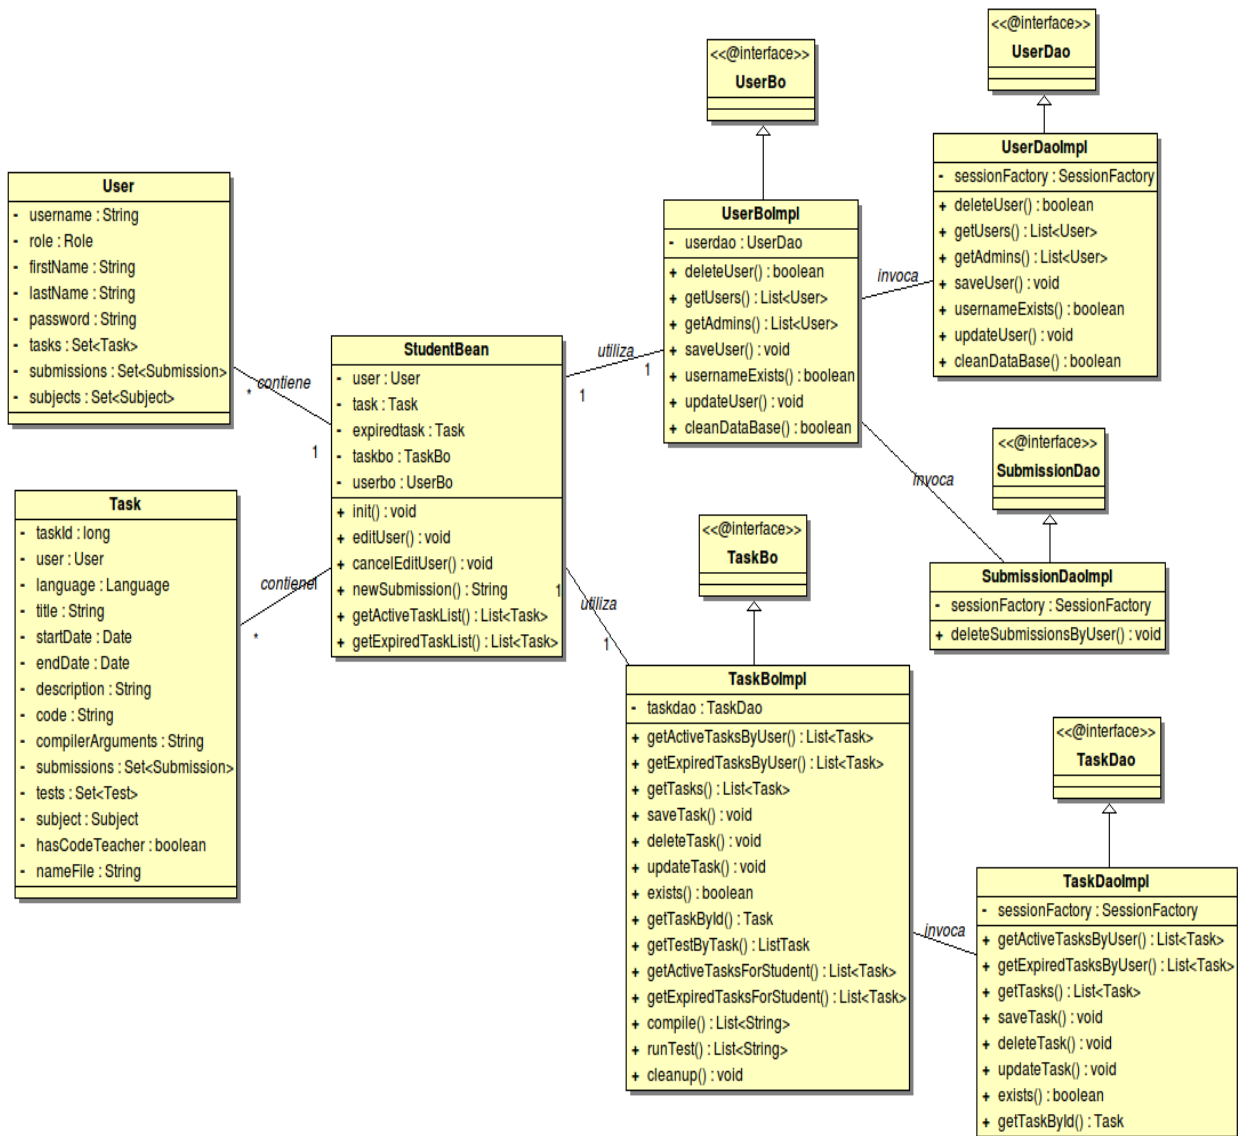 <<@interface>>
UserDao
<<@interface>>
UserBo
UserDaoImpl
- sessionFactory : SessionFactory
+ deleteUser() : boolean
+ getUsers() : List<User>
+ getAdmins() : List<User>
+ saveUser() : void
+ usernameExists() : boolean
+ updateUser() : void
+ cleanDataBase() : boolean
User
- username : String
- role : Role
- firstName : String
- lastName : String
- password : String
- tasks : Set<Task>
- submissions : Set<Submission>
- subjects : Set<Subject>
UserBoImpl
- userdao : UserDao
+ deleteUser() : boolean
+ getUsers() : List<User>
+ getAdmins() : List<User>
+ saveUser() : void
+ usernameExists() : boolean
+ updateUser() : void
+ cleanDataBase() : boolean
invoca
StudentBean
- user : User
- task : Task
- expiredtask : Task
- taskbo : TaskBo
- userbo : UserBo
+ init() : void
+ editUser() : void
+ cancelEditUser() : void
+ newSubmission() : String
+ getActiveTaskList() : List<Task>
+ getExpiredTaskList() : List<Task>
utiliza
1
1
contiene
*
1
<<@interface>>
SubmissionDao
invoca
Task
- taskId : long
- user : User
- language : Language
- title : String
- startDate : Date
- endDate : Date
- description : String
- code : String
- compilerArguments : String
- submissions : Set<Submission>
- tests : Set<Test>
- subject : Subject
- hasCodeTeacher : boolean
- nameFile : String
contiene
1
*
<<@interface>>
TaskBo
SubmissionDaoImpl
- sessionFactory : SessionFactory
+ deleteSubmissionsByUser() : void
1
utiliza
1
TaskBoImpl
- taskdao : TaskDao
+ getActiveTasksByUser() : List<Task>
+ getExpiredTasksByUser() : List<Task>
+ getTasks() : List<Task>
+ saveTask() : void
+ deleteTask() : void
+ updateTask() : void
+ exists() : boolean
+ getTaskById() : Task
+ getTestByTask() : ListTask
+ getActiveTasksForStudent() : List<Task>
+ getExpiredTasksForStudent() : List<Task>
+ compile() : List<String>
+ runTest() : List<String>
+ cleanup() : void
<<@interface>>
TaskDao
invoca
TaskDaoImpl
- sessionFactory : SessionFactory
+ getActiveTasksByUser() : List<Task>
+ getExpiredTasksByUser() : List<Task>
+ getTasks() : List<Task>
+ saveTask() : void
+ deleteTask() : void
+ updateTask() : void
+ exists() : boolean
+ getTaskById() : Task